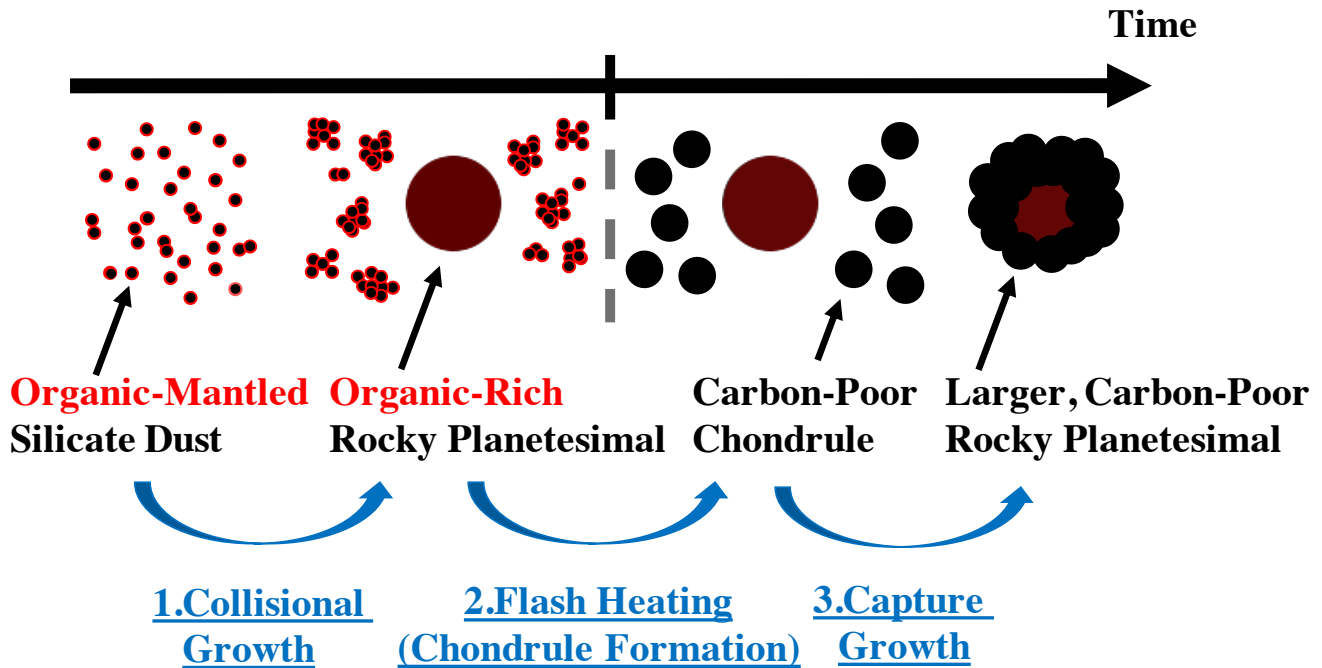 Time
Organic-Mantled
Silicate Dust
Organic-Rich
Rocky Planetesimal
Carbon-Poor
Chondrule
Larger, Carbon-Poor
Rocky Planetesimal
1.Collisional
Growth
2.Flash Heating
(Chondrule Formation)
3.Capture
Growth